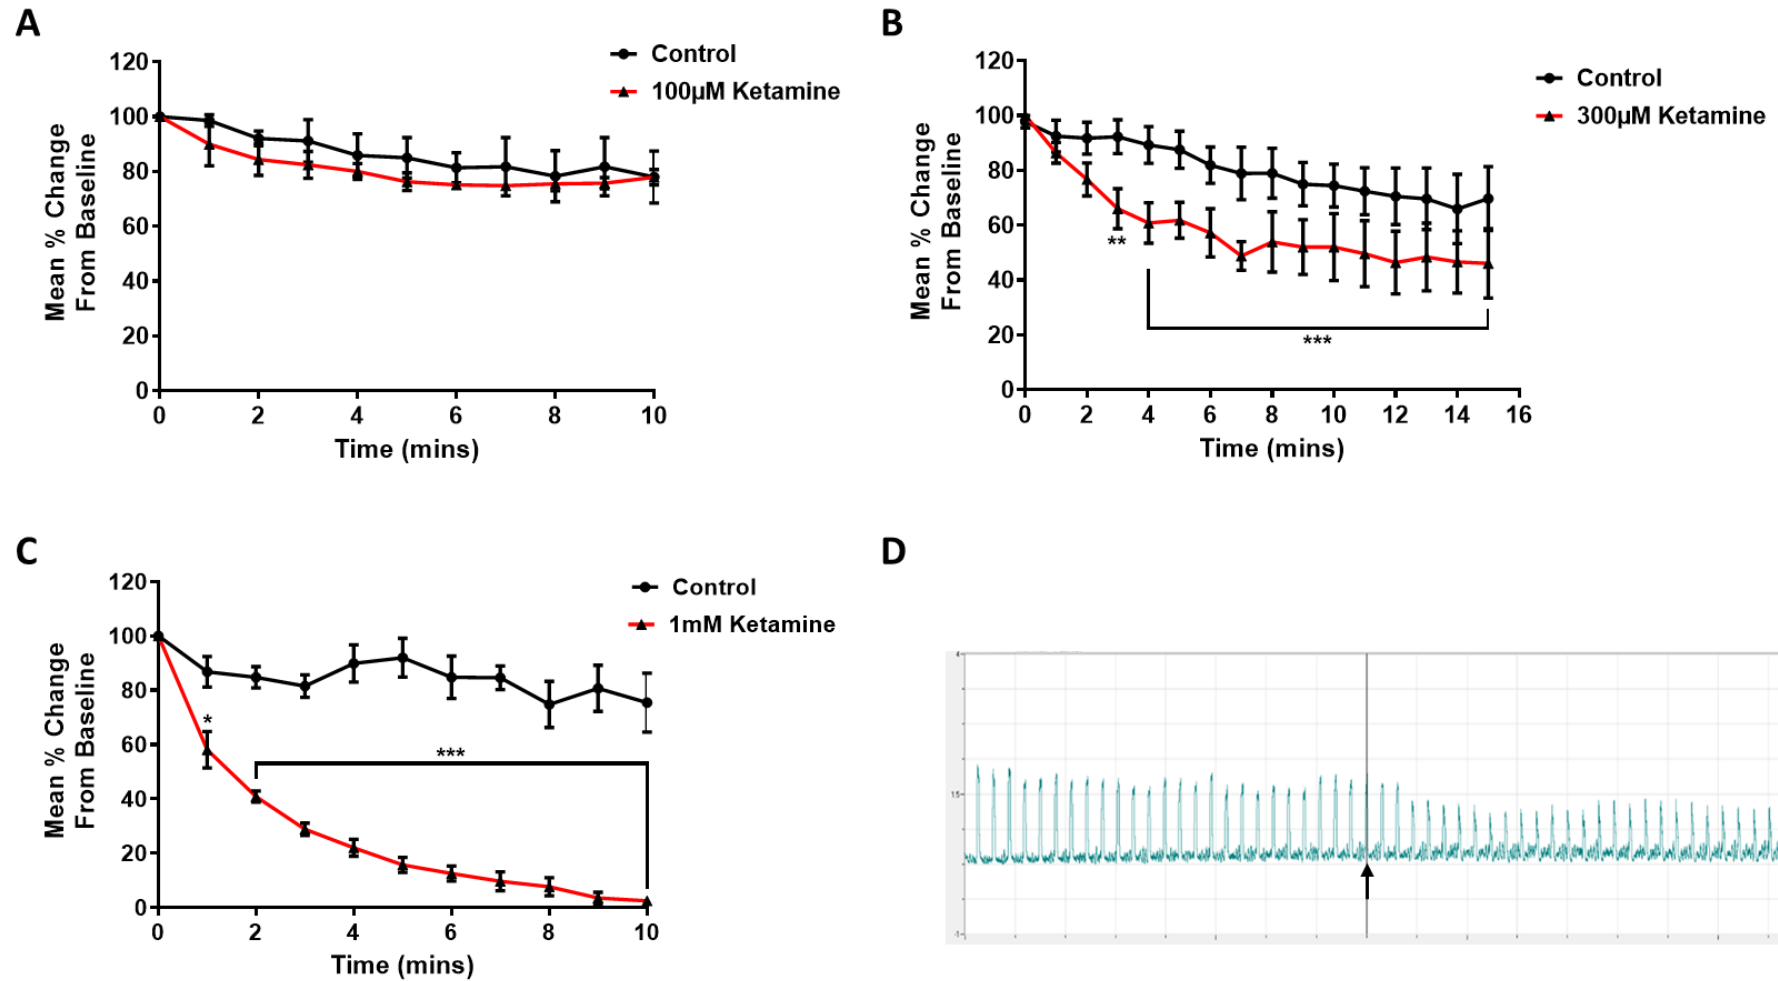 A
Control
100µM Ketamine
120
100
80
60
40
20
0
Mean % Change
From Baseline
0 2 4 6 8 10
Time (mins)
B
Control
300µM Ketamine
120
100
80
60
40
20
0
Mean % Change
From Baseline
**
***
0 2 4 6 8 10 12 14 16
Time (mins)
C
Control
1mM Ketamine
120
100
80
60
40
20
0
Mean % Change
From Baseline
*
***
0 2 4 6 8 10
Time (mins)
D